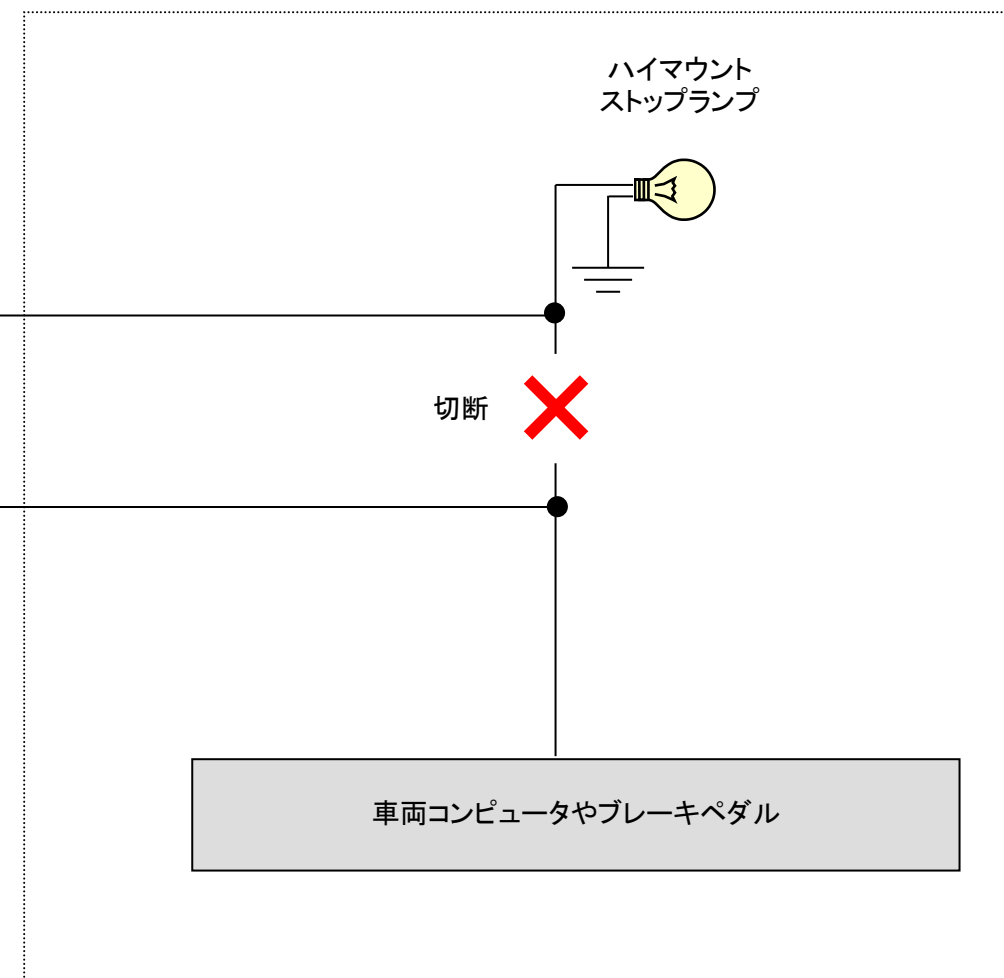 ハイマウント
ストップランプ
切断
車両コンピュータやブレーキペダル